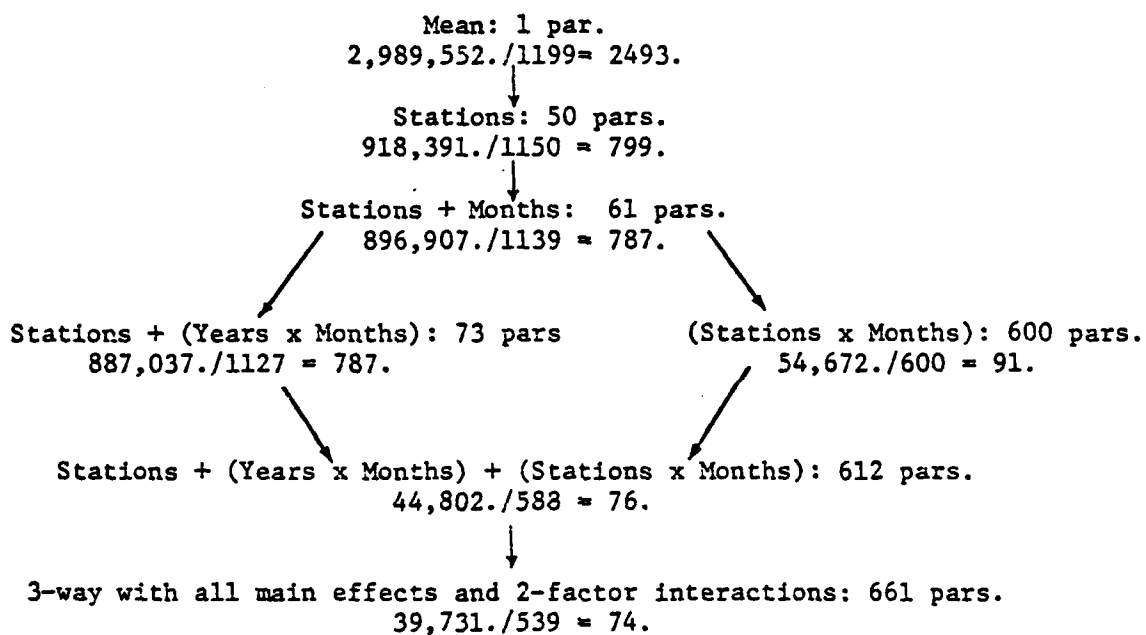 Mean: 1 par.
2,989,552./1199= 2493.
Stations: 50 pars.
918,391./1150 = 799.
Stations + Months: 61 pars.
896,907./1139 = 787.
Stations + (Years x Months): 73 pars
887,037./1127 = 787.
(Stations x Months): 600 pars.
54,672./600 = 91.
Stations + (Years x Months) + (Stations x Months): 612 pars.
44,802./588 = 76.
3-way with all main effects and 2-factor interactions: 661 pars.
39,731./539 = 74.